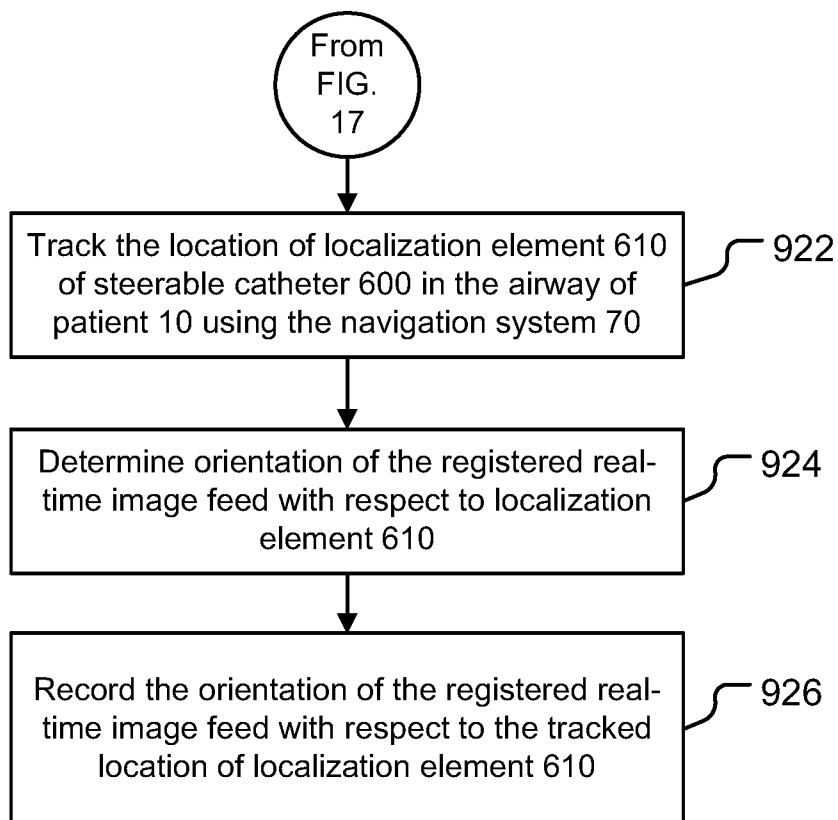 From
FIG.
17
Track the location of localization element 610
of steerable catheter 600 in the airway of
patient 10 using the navigation system 70
922
Determine orientation of the registered real-
time image feed with respect to localization
element 610
924
Record the orientation of the registered real-
time image feed with respect to the tracked
location of localization element 610
926